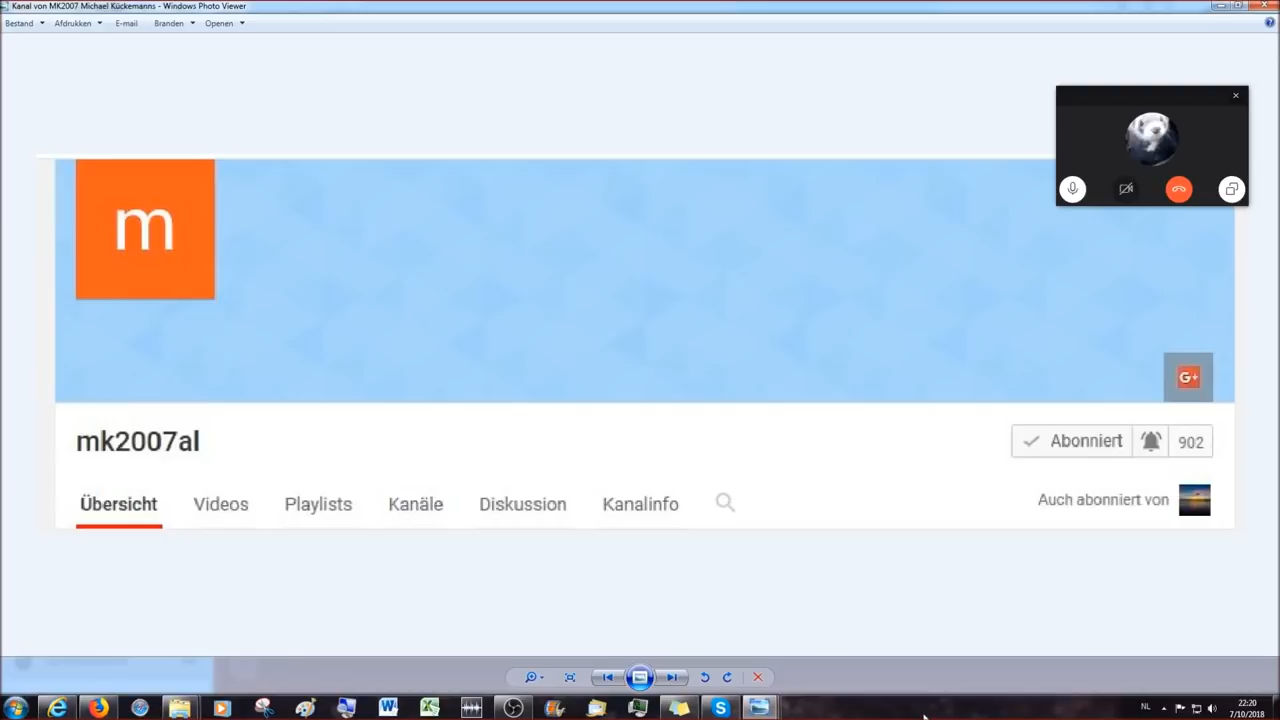 Kanal von MK2007 Michael Kückemanns - Windows Photo Viewer
Bestand Afdrukken E-mail Branden Openen
m
G+
mk2007al
Abonniert 902
Übersicht Videos Playlists Kanäle Diskussion Kanalinfo
Auch abonniert von
NL
22:20
7/10/2018